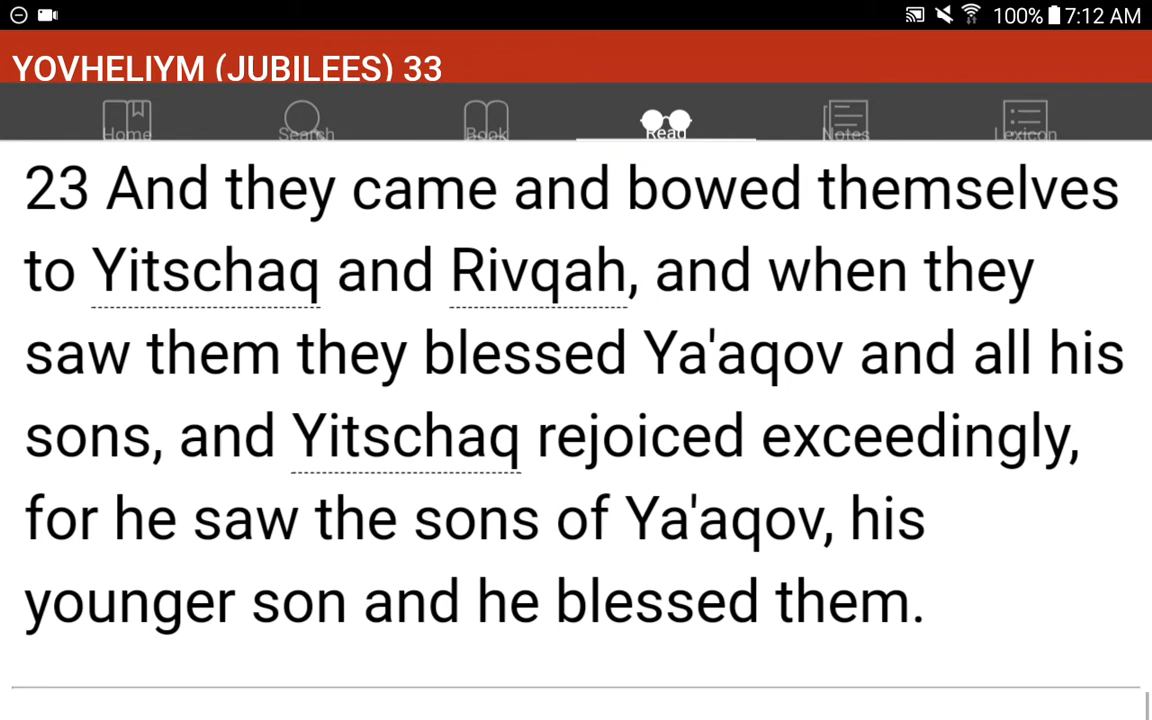 100% 7:12 AM
YOVHELIYM (JUBILEES) 33
Home Search Book Read Notes Lexicon
23 And they came and bowed themselves
to Yitschaq and Rivqah, and when they
saw them they blessed Ya'aqov and all his
sons, and Yitschaq rejoiced exceedingly,
for he saw the sons of Ya'aqov, his
younger son and he blessed them.